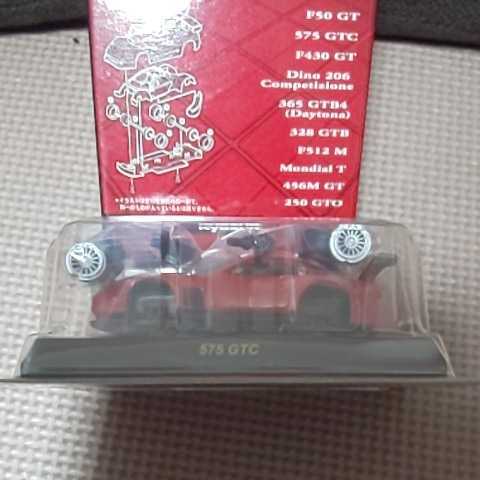 F50 GT
575 GTC
F430 GT
Dino 206
Competizione
365 GTB4
(Daytona)
328 GTB
F512 M
Mondial T
456M GT
250 GTO
575 GTC